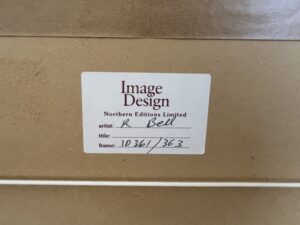 Image
Design
Northern Editions Limited
artist: R Bell
title:
frame: 10361/363